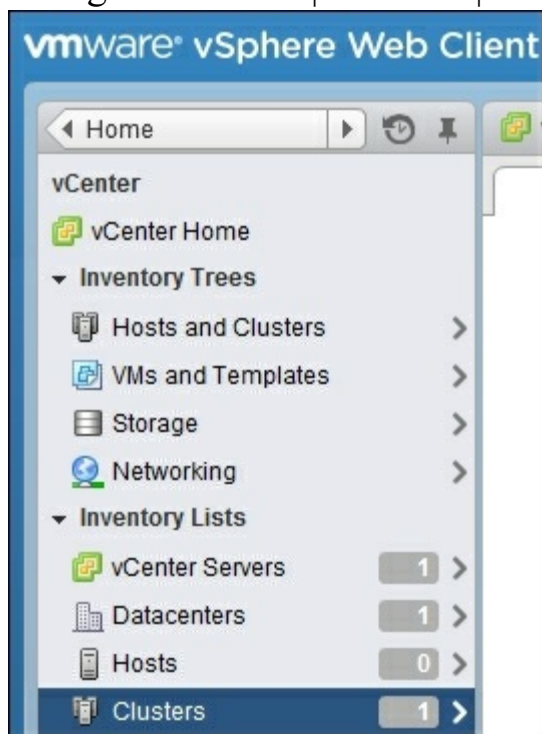 vmware® vSphere Web Client
Home
vCenter
vCenter Home
Inventory Trees
Hosts and Clusters
VMs and Templates
Storage
Networking
Inventory Lists
vCenter Servers 1
Datacenters 1
Hosts 0
Clusters 1